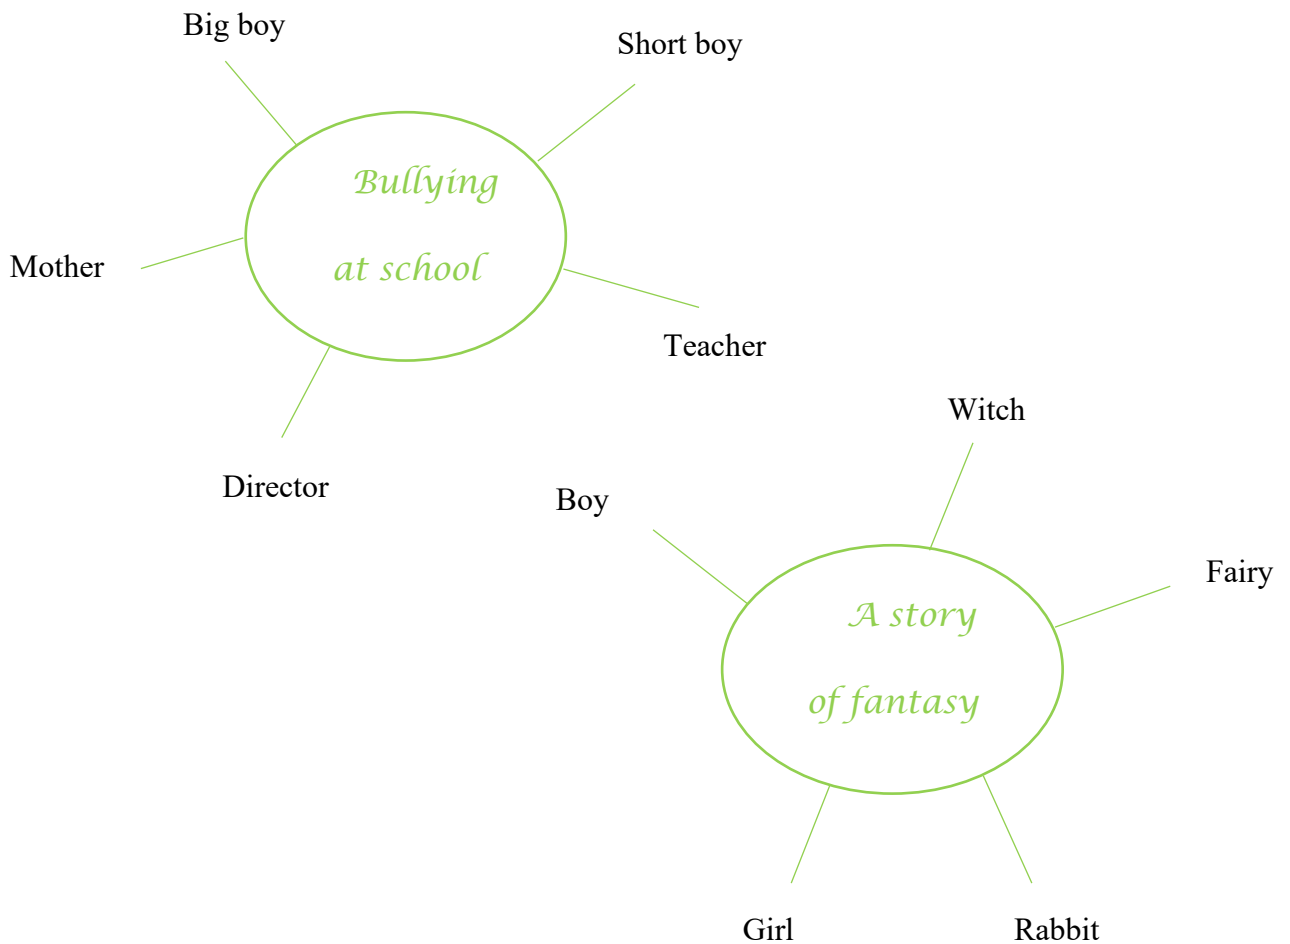 Big boy
Short boy
Bullying
at school
Mother
Teacher
Director
Witch
Boy
Fairy
A story
of fantasy
Girl
Rabbit